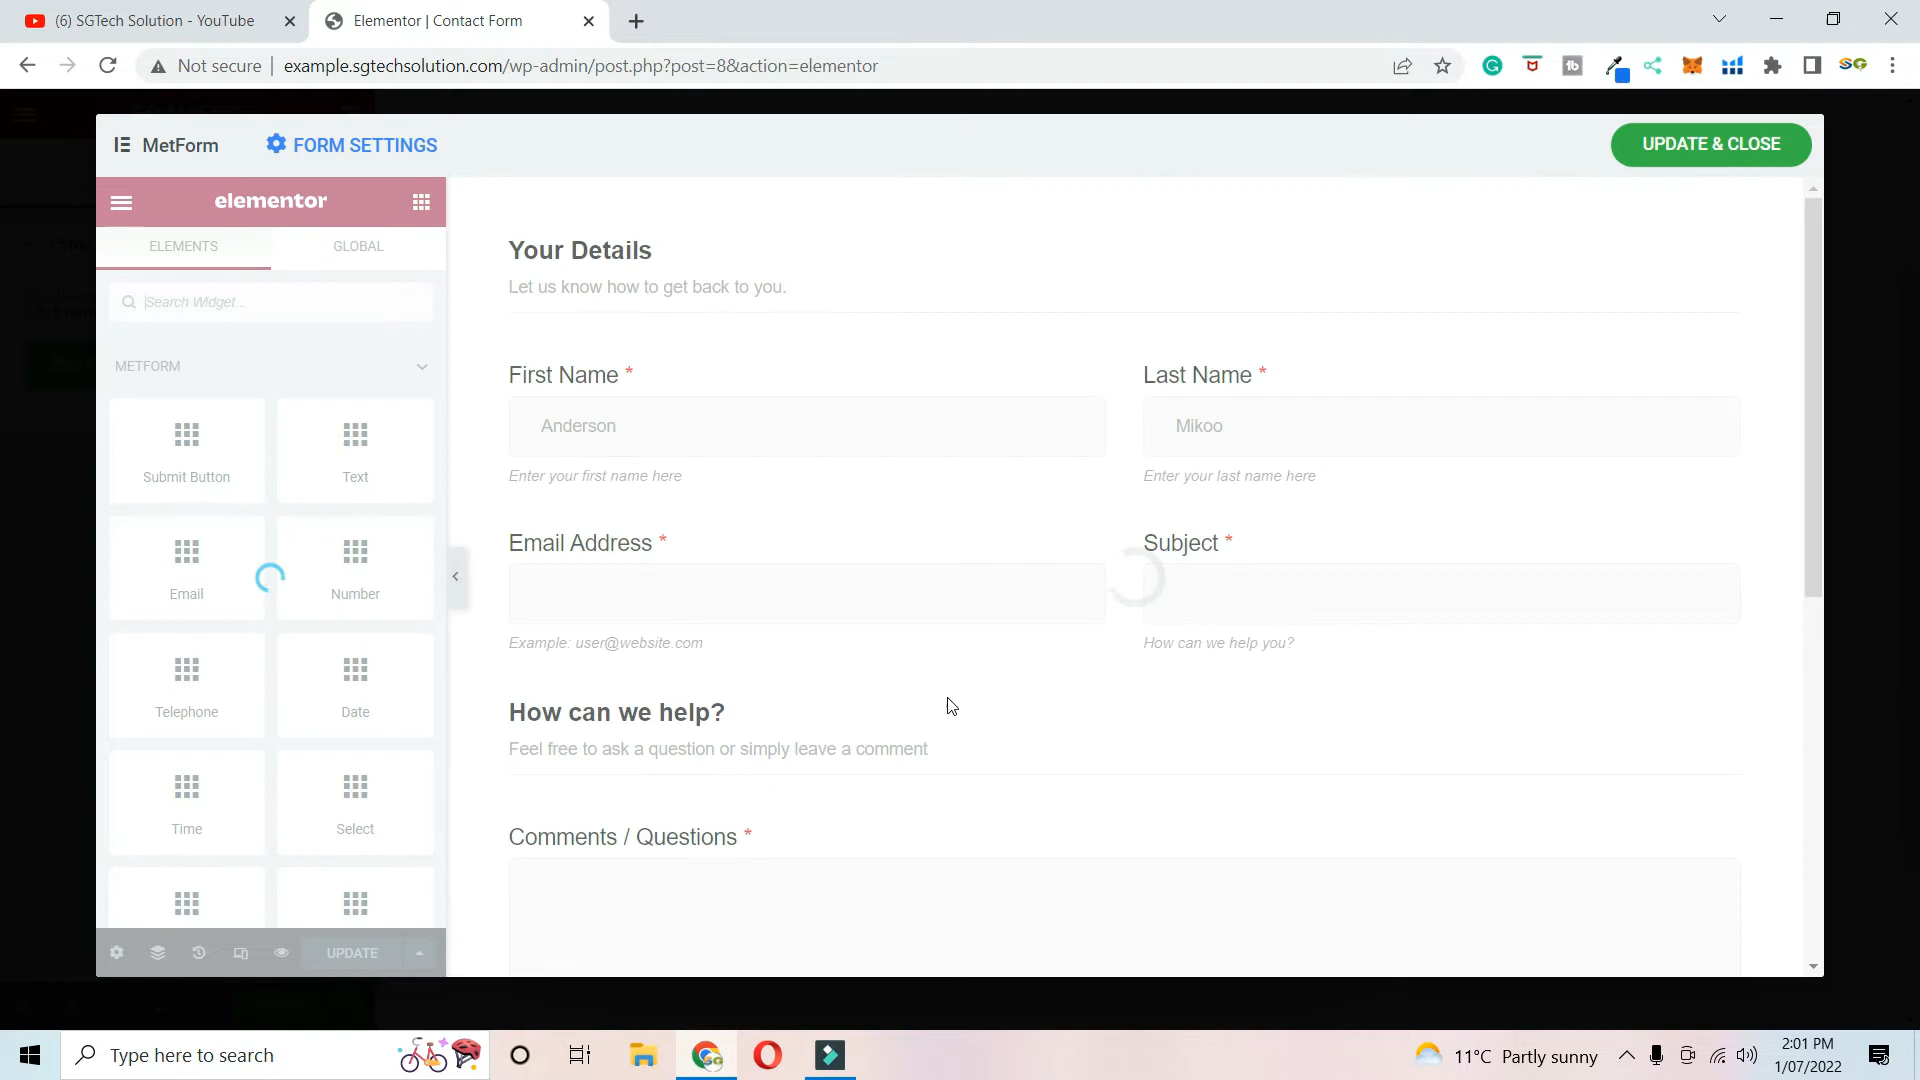 (6) SGTech Solution - YouTube
Elementor | Contact Form
Not secure
example.sgtechsolution.com/wp-admin/post.php?post=8&action=elementor
MetForm
FORM SETTINGS
UPDATE & CLOSE
elementor
ELEMENTS
GLOBAL
Search Widget...
METFORM
Submit Button
Text
Email
Number
Telephone
Date
Time
Select
UPDATE
Your Details
Let us know how to get back to you.
First Name *
Last Name *
Anderson
Mikoo
Enter your first name here
Enter your last name here
Email Address *
Subject *
Example: user@website.com
How can we help you?
How can we help?
Feel free to ask a question or simply leave a comment
Comments / Questions *
Type here to search
11°C Partly sunny
2:01 PM
1/07/2022